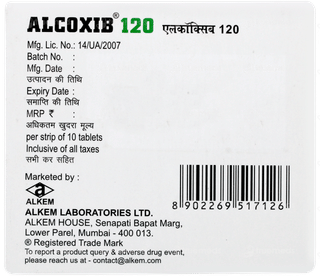 ALCOXIB® 120 एलकॉक्सिब 120
Mfg. Lic. No.: 14/UA/2007
Batch No. :
Mfg. Date :
उत्पादन की तिथि
Expiry Date :
समाप्ति की तिथि
MRP ₹ :
अधिकतम खुदरा मूल्य
per strip of 10 tablets
Inclusive of all taxes
सभी कर सहित
Marketed by :
ALKEM
ALKEM LABORATORIES LTD.
ALKEM HOUSE, Senapati Bapat Marg,
Lower Parel, Mumbai - 400 013.
® Registered Trade Mark
To report a product query & adverse drug event,
please reach us at : contact@alkem.com
8 902269 517126